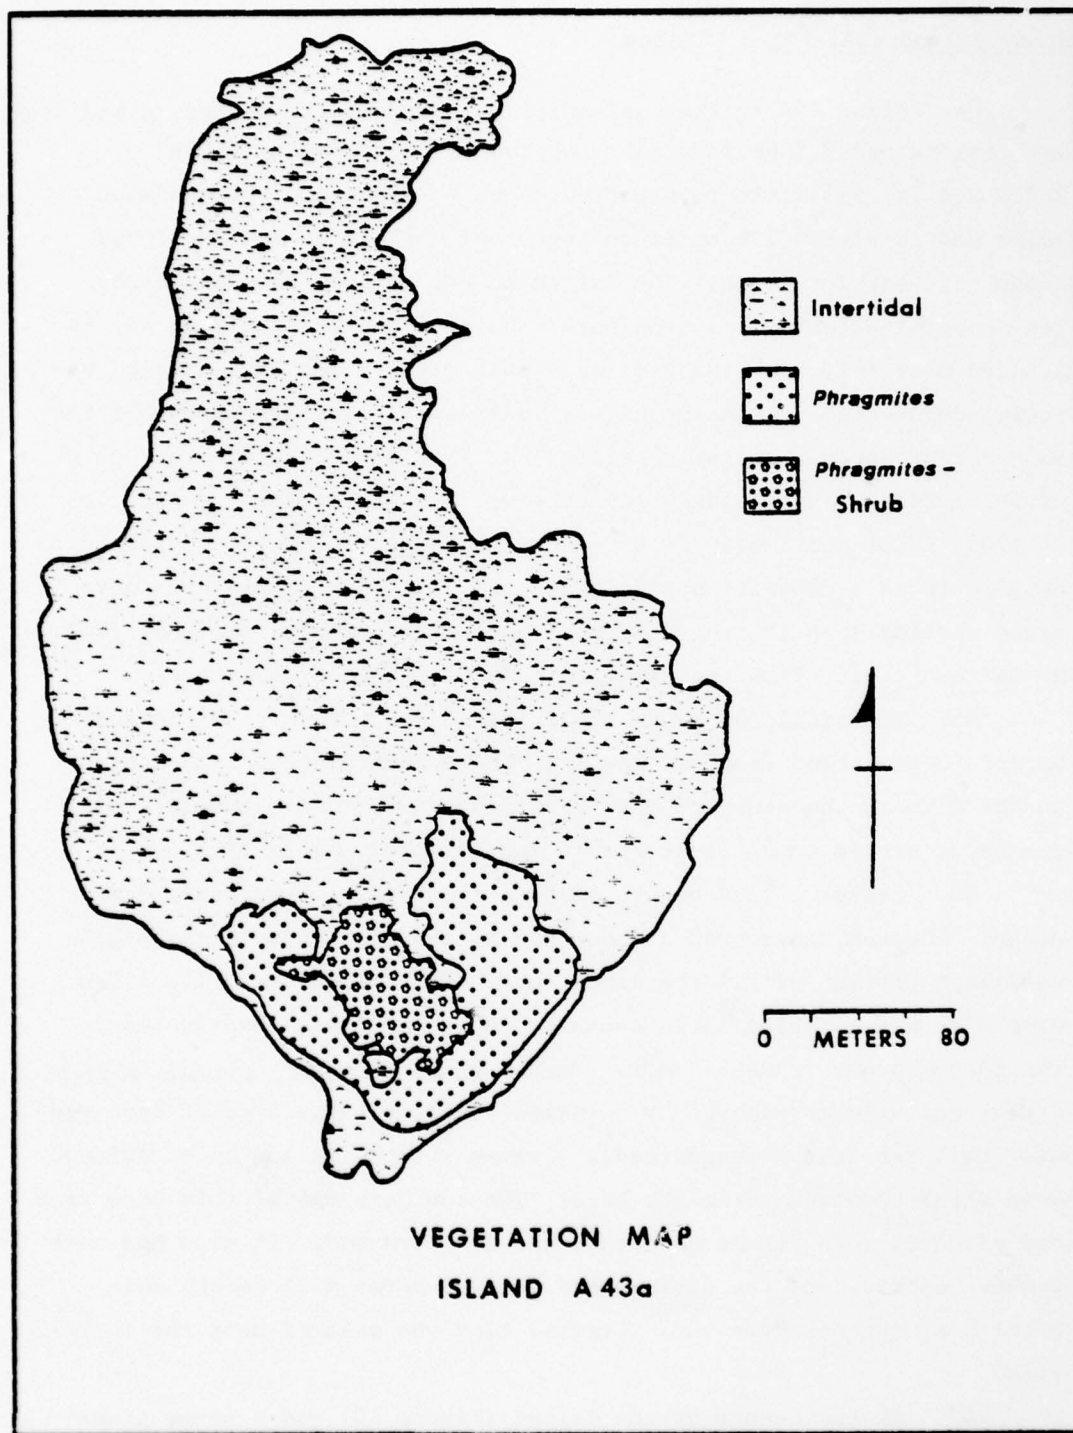 Intertidal
Phragmites
Phragmites –
Shrub
0 METERS 80
VEGETATION MAP
ISLAND A 43a